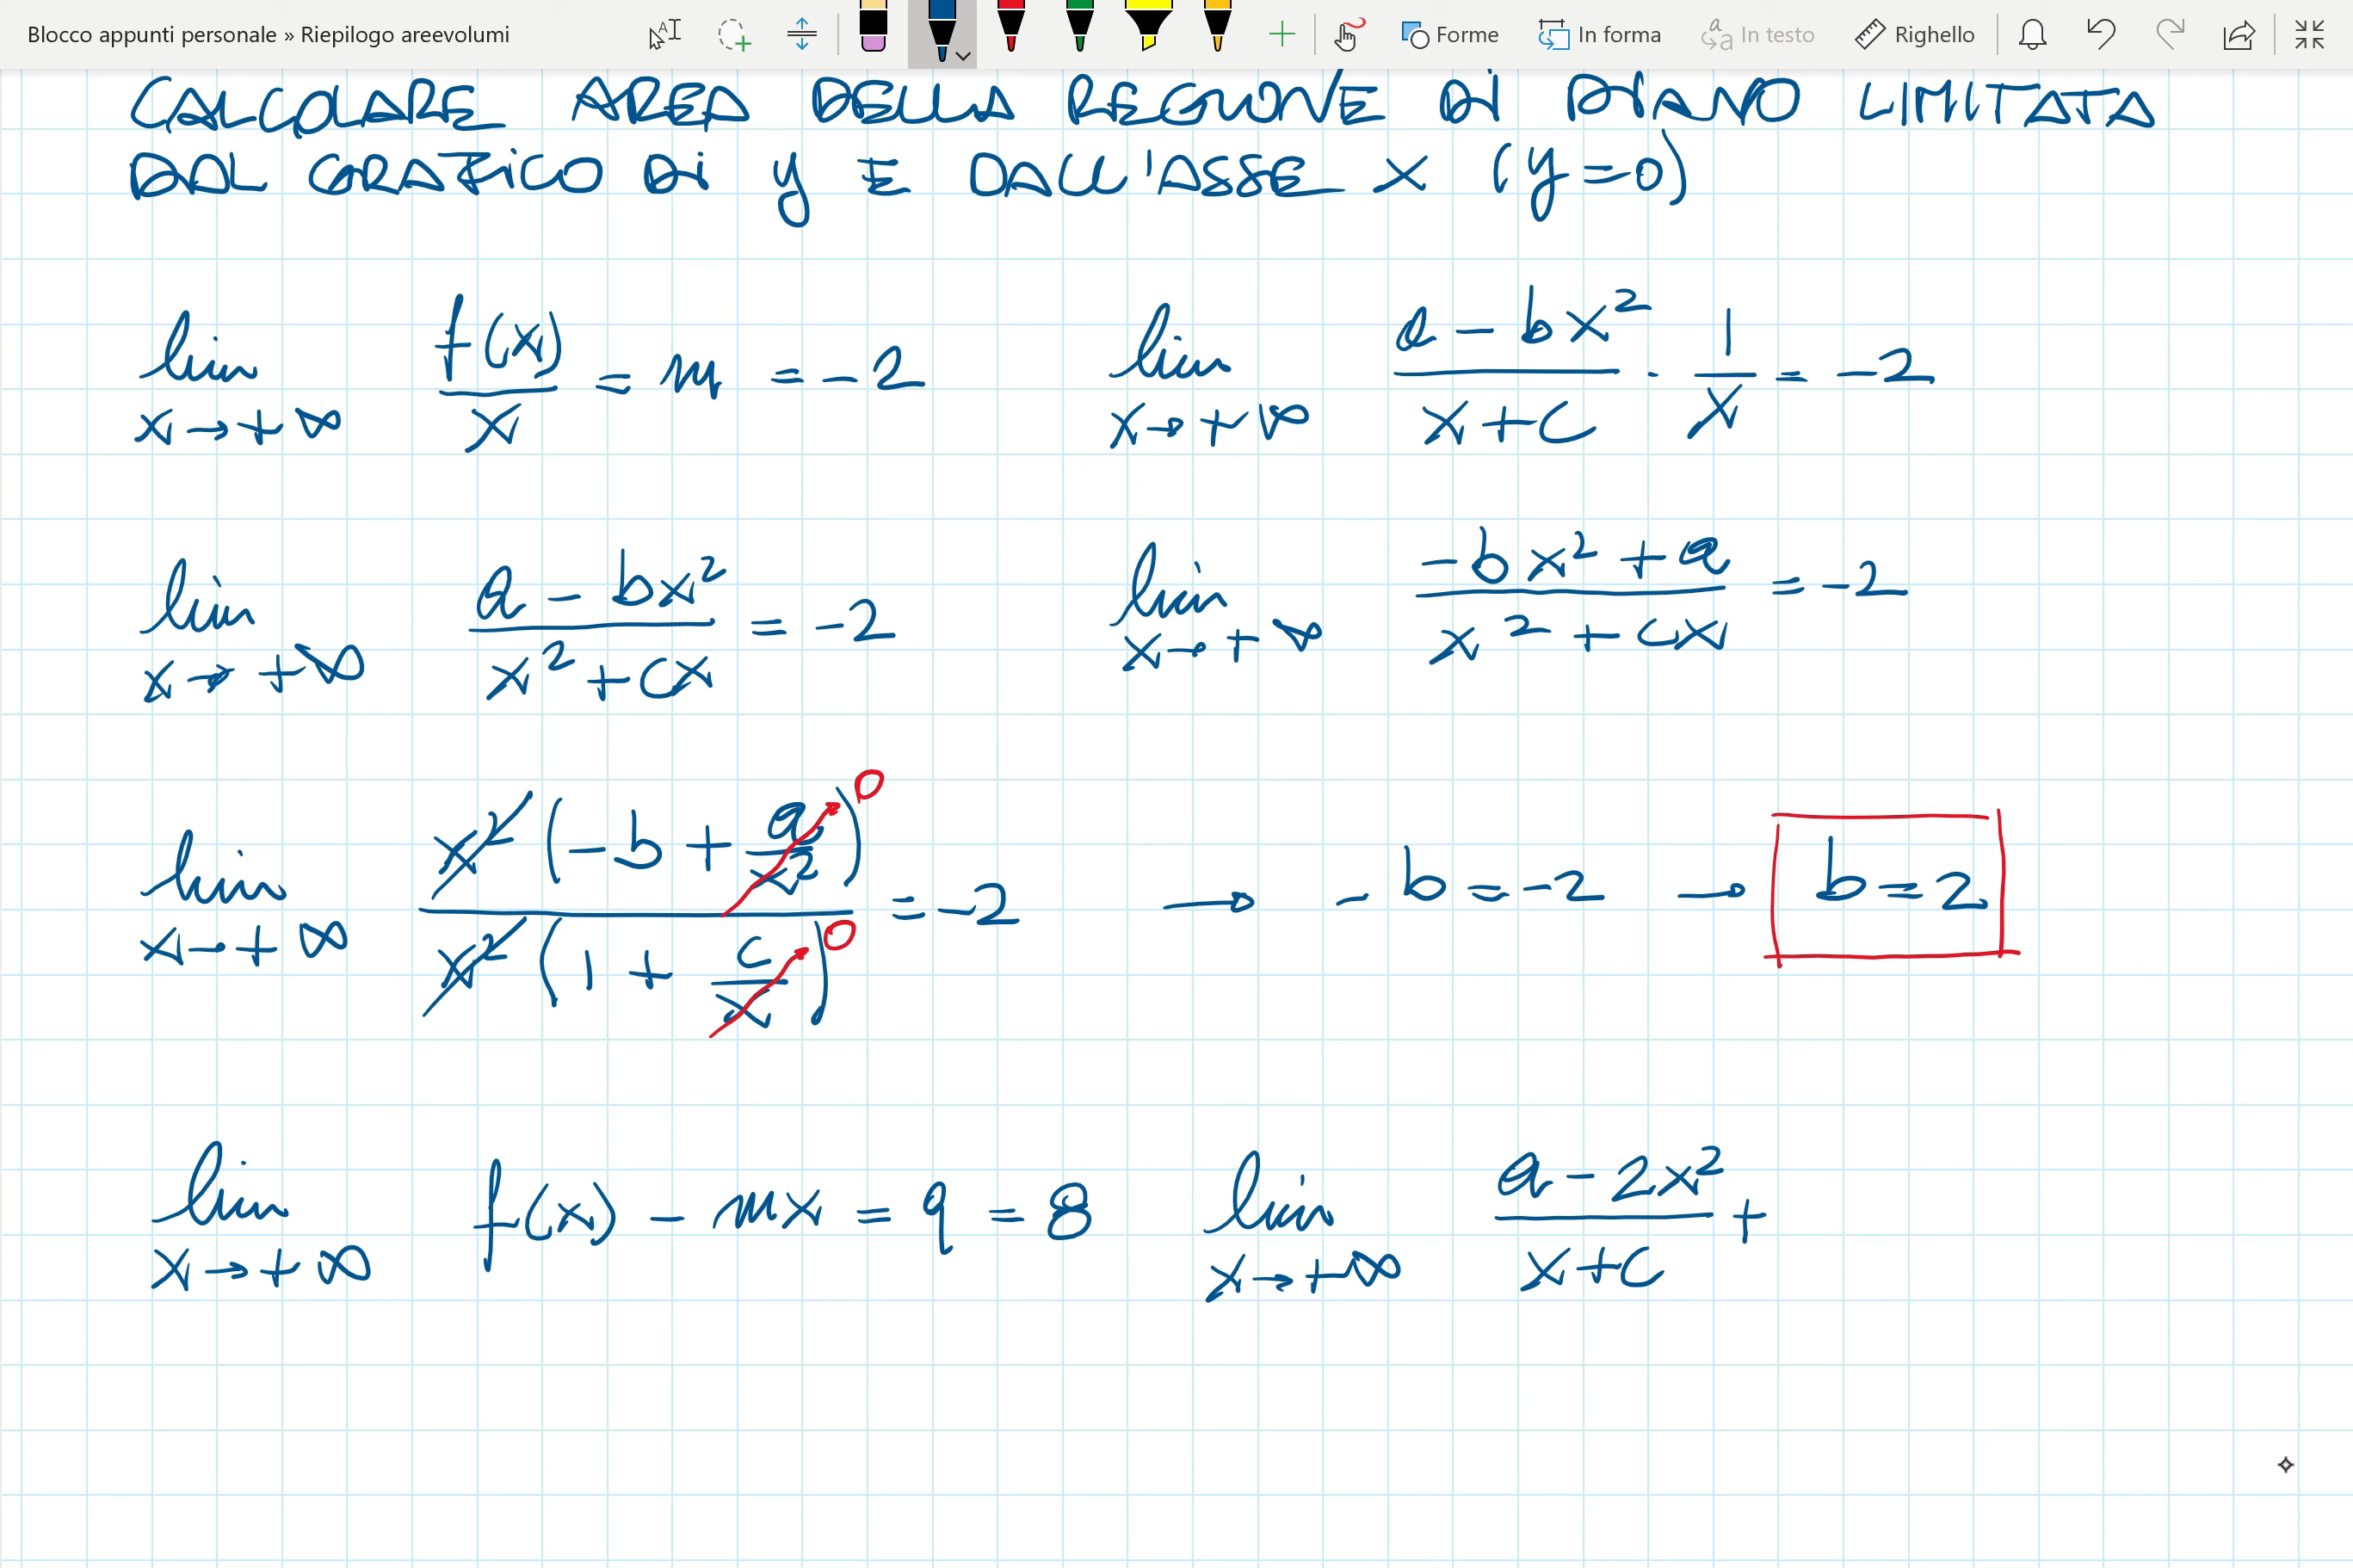 Blocco appunti personale » Riepilogo areevolumi Forme In forma In testo Righello
CALCOLARE AREA DELLA REGIONE DI PIANO LIMITATA
DAL GRAFICO DI y E DALL'ASSE x (y=0)
lim x→+∞ f(x)/x = m = -2 lim x→+∞ (a - bx²)/(x+c) · 1/x = -2
lim x→+∞ (a - bx²)/(x² + cx) = -2 lim x→+∞ (-bx² + a)/(x² + cx) = -2
lim x→+∞ x²(-b + a/x²)/x²(1 + c/x) = -2 → -b = -2 → b = 2
0
0
lim x→+∞ f(x) - mx = q = 8 lim x→+∞ (a - 2x²)/(x+c) +